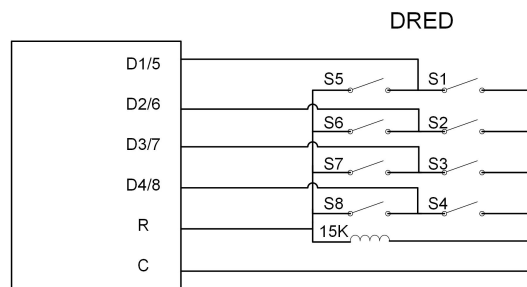 DRED
D1/5
S5 S1
D2/6
S6 S2
D3/7
S7 S3
D4/8
S8 S4
R
15K
C